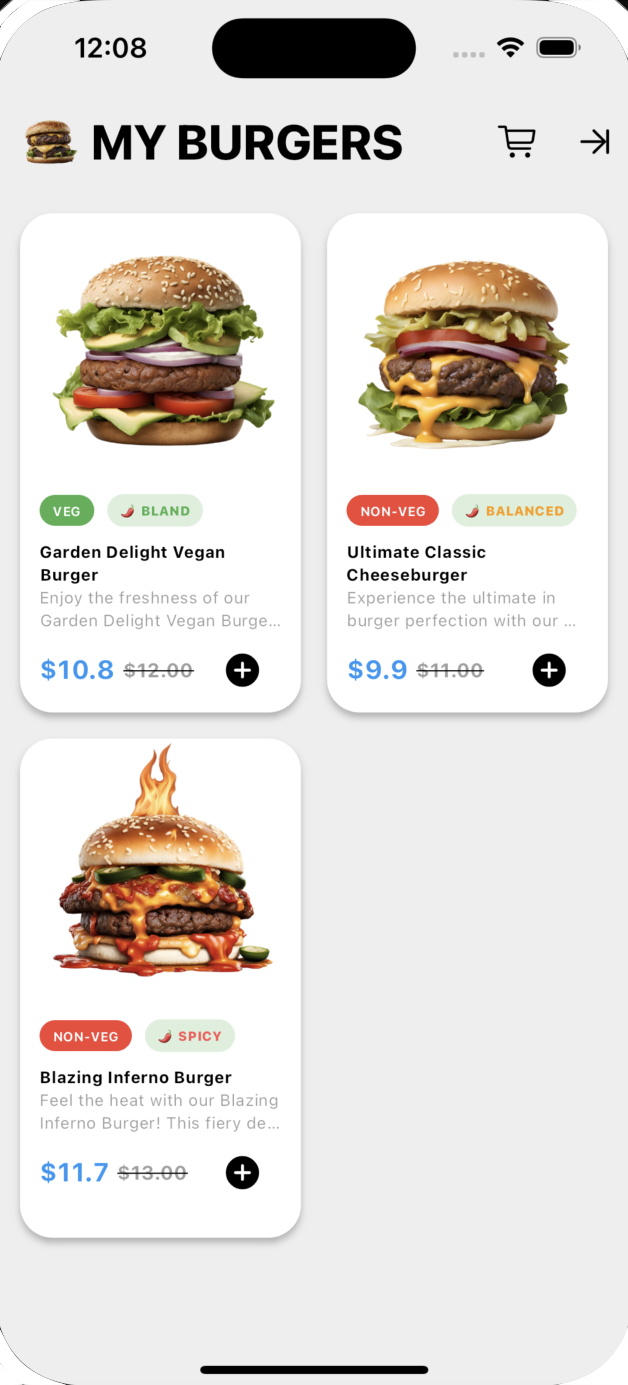 12:08
MY BURGERS
VEG
🌶️ BLAND
Garden Delight Vegan
Burger
Enjoy the freshness of our
Garden Delight Vegan Burge...
$10.8 $12.00
NON-VEG
🌶️ BALANCED
Ultimate Classic
Cheeseburger
Experience the ultimate in
burger perfection with our ...
$9.9 $11.00
NON-VEG
🌶️ SPICY
Blazing Inferno Burger
Feel the heat with our Blazing
Inferno Burger! This fiery de...
$11.7 $13.00